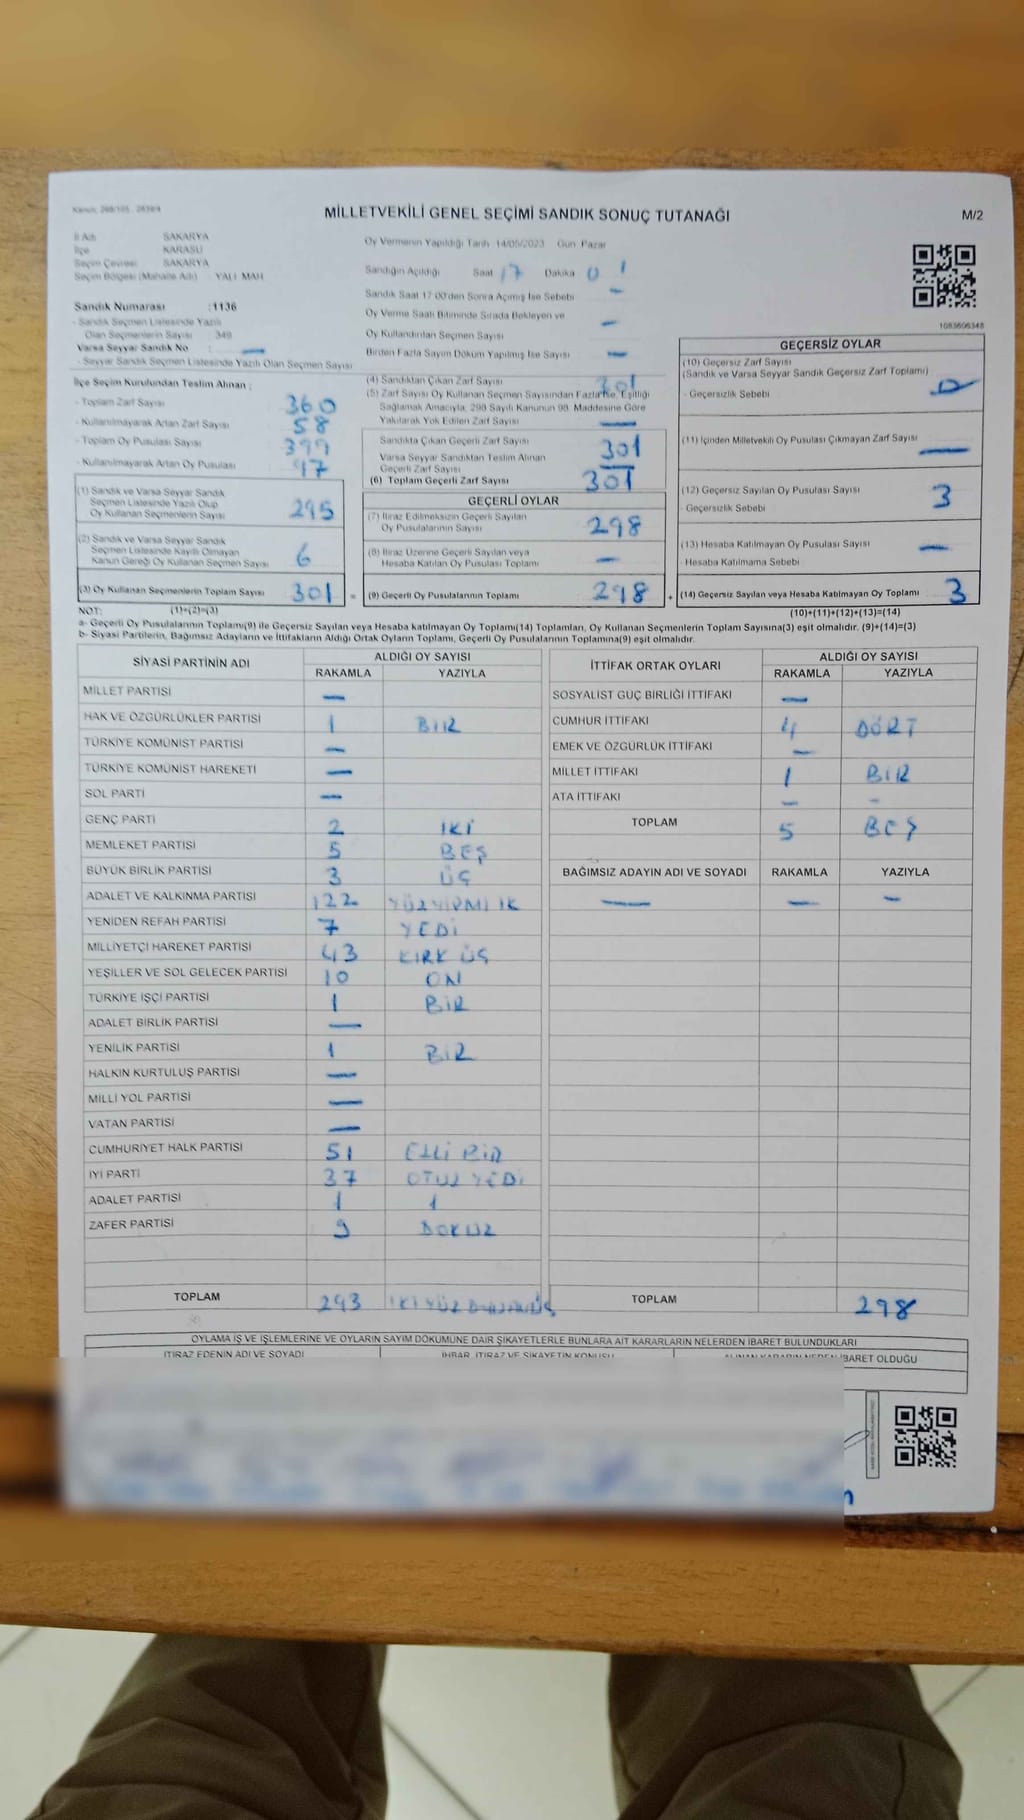 Kanun: 298/105 - 2839/4
MİLLETVEKİLİ GENEL SEÇİMİ SANDIK SONUÇ TUTANAĞI
M/2
İl Adı SAKARYA
İlçe KARASU
Seçim Çevresi SAKARYA
Seçim Bölgesi (Mahalle Adı) YALI MAH
Sandık Numarası :1136
- Sandık Seçmen Listesinde Yazılı
Olan Seçmenlerin Sayısı 349
Varsa Seyyar Sandık No : —
- Seyyar Sandık Seçmen Listesinde Yazılı Olan Seçmen Sayısı
Oy Vermenin Yapıldığı Tarih 14/05/2023 Gün Pazar
Sandığın Açıldığı Saat 17 Dakika 01
Sandık Saat 17:00'den Sonra Açımış İse Sebebi —
Oy Verme Saati Bitiminde Sırada Bekleyen ve
Oy Kullandırılan Seçmen Sayısı —
Birden Fazla Sayım Döküm Yapılmış İse Sayısı —
1083606348
İlçe Seçim Kurulundan Teslim Alınan ;
- Toplam Zarf Sayısı 360
- Kullanılmayarak Artan Zarf Sayısı 58
- Toplam Oy Pusulası Sayısı 399
- Kullanılmayarak Artan Oy Pusulası 97
(1) Sandık ve Varsa Seyyar Sandık
Seçmen Listesinde Yazılı Olup
Oy Kullanan Seçmenlerin Sayısı 295
(2) Sandık ve Varsa Seyyar Sandık
Seçmen Listesinde Kayıtlı Olmayan
Kanun Gereği Oy Kullanan Seçmen Sayısı 6
(3) Oy Kullanan Seçmenlerin Toplam Sayısı 301 =
(4) Sandıktan Çıkan Zarf Sayısı 301
(5) Zarf Sayısı Oy Kullanan Seçmen Sayısından Fazla İse, Eşitliği
Sağlamak Amacıyla, 298 Sayılı Kanunun 98. Maddesine Göre
Yakılarak Yok Edilen Zarf Sayısı —
Sandıkta Çıkan Geçerli Zarf Sayısı 301
Varsa Seyyar Sandıktan Teslim Alınan
Geçerli Zarf Sayısı —
(6) Toplam Geçerli Zarf Sayısı 301
GEÇERLİ OYLAR
(7) İtiraz Edilmeksizin Geçerli Sayılan
Oy Pusulalarının Sayısı 298
(8) İtiraz Üzerine Geçerli Sayılan veya
Hesaba Katılan Oy Pusulası Toplamı —
(9) Geçerli Oy Pusulalarının Toplamı 298 +
GEÇERSİZ OYLAR
(10) Geçersiz Zarf Sayısı
(Sandık ve Varsa Seyyar Sandık Geçersiz Zarf Toplamı)
- Geçersizlik Sebebi
(11) İçinden Milletvekili Oy Pusulası Çıkmayan Zarf Sayısı —
(12) Geçersiz Sayılan Oy Pusulası Sayısı 3
- Geçersizlik Sebebi
(13) Hesaba Katılmayan Oy Pusulası Sayısı —
- Hesaba Katılmama Sebebi
(14) Geçersiz Sayılan veya Hesaba Katılmayan Oy Toplamı 3
NOT: (1)+(2)=(3) (10)+(11)+(12)+(13)=(14)
a- Geçerli Oy Pusulalarının Toplamı(9) ile Geçersiz Sayılan veya Hesaba katılmayan Oy Toplamı(14) Toplamları, Oy Kullanan Seçmenlerin Toplam Sayısına(3) eşit olmalıdır. (9)+(14)=(3)
b- Siyasi Partilerin, Bağımsız Adayların ve İttifakların Aldığı Ortak Oyların Toplamı, Geçerli Oy Pusulalarının Toplamına(9) eşit olmalıdır.
SİYASİ PARTİNİN ADI ALDIĞI OY SAYISI
RAKAMLA YAZIYLA
MİLLET PARTİSİ —
HAK VE ÖZGÜRLÜKLER PARTİSİ 1 BİR
TÜRKİYE KOMÜNİST PARTİSİ —
TÜRKİYE KOMÜNİST HAREKETİ —
SOL PARTİ —
GENÇ PARTİ 2 İKİ
MEMLEKET PARTİSİ 5 BEŞ
BÜYÜK BİRLİK PARTİSİ 3 ÜÇ
ADALET VE KALKINMA PARTİSİ 122
YENİDEN REFAH PARTİSİ 7 YEDİ
MİLLİYETÇİ HAREKET PARTİSİ 43 KIRK ÜÇ
YEŞİLLER VE SOL GELECEK PARTİSİ 10 ON
TÜRKİYE İŞÇİ PARTİSİ 1 BİR
ADALET BİRLİK PARTİSİ —
YENİLİK PARTİSİ 1 BİR
HALKIN KURTULUŞ PARTİSİ —
MİLLİ YOL PARTİSİ —
VATAN PARTİSİ —
CUMHURİYET HALK PARTİSİ 51 ELLİ BİR
İYİ PARTİ 37 OTUZ YEDİ
ADALET PARTİSİ 1 1
ZAFER PARTİSİ 9 DOKUZ
TOPLAM 293 İKİ YÜZ
İTTİFAK ORTAK OYLARI ALDIĞI OY SAYISI
RAKAMLA YAZIYLA
SOSYALİST GÜÇ BİRLİĞİ İTTİFAKI —
CUMHUR İTTİFAKI 4 DÖRT
EMEK VE ÖZGÜRLÜK İTTİFAKI —
MİLLET İTTİFAKI 1 BİR
ATA İTTİFAKI — -
TOPLAM 5 BEŞ
BAĞIMSIZ ADAYIN ADI VE SOYADI RAKAMLA YAZIYLA
— — —
TOPLAM 298
OYLAMA İŞ VE İŞLEMLERİNE VE OYLARIN SAYIM DÖKÜMÜNE DAİR ŞİKAYETLERLE BUNLARA AİT KARARLARIN NELERDEN İBARET BULUNDUKLARI
İTİRAZ EDENİN ADI VE SOYADI İHBAR, İTİRAZ VE ŞİKAYETİN KONUSU ALINAN KARARIN NEDEN İBARET OLDUĞU